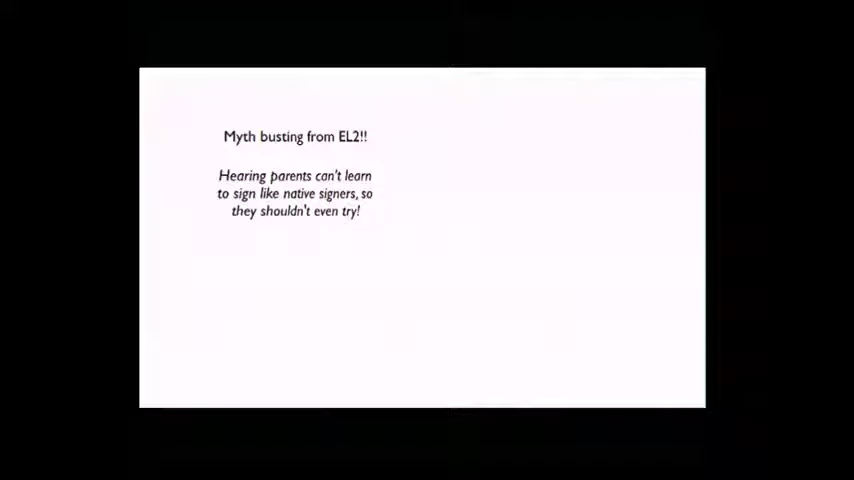 Myth busting from EL2!!
Hearing parents can't learn
to sign like native signers, so
they shouldn't even try!